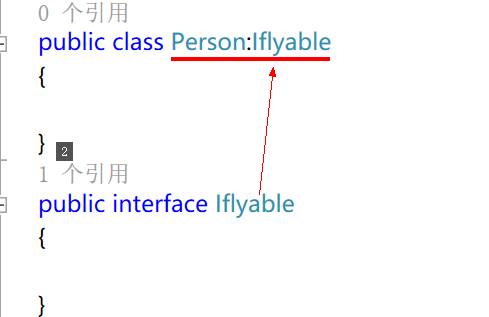 0 个引用
public class Person:Iflyable
{
}
2
1 个引用
public interface Iflyable
{
}